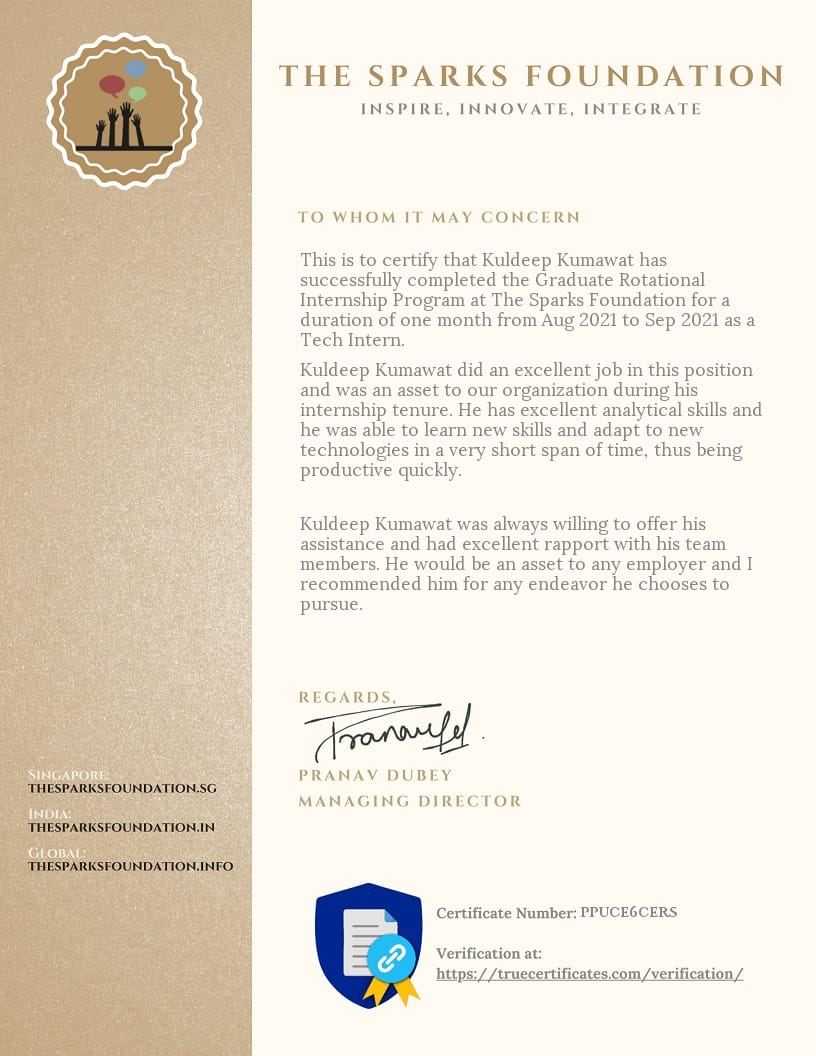 THE SPARKS FOUNDATION
INSPIRE, INNOVATE, INTEGRATE
TO WHOM IT MAY CONCERN
This is to certify that Kuldeep Kumawat has
successfully completed the Graduate Rotational
Internship Program at The Sparks Foundation for a
duration of one month from Aug 2021 to Sep 2021 as a
Tech Intern.
Kuldeep Kumawat did an excellent job in this position
and was an asset to our organization during his
internship tenure. He has excellent analytical skills and
he was able to learn new skills and adapt to new
technologies in a very short span of time, thus being
productive quickly.
Kuldeep Kumawat was always willing to offer his
assistance and had excellent rapport with his team
members. He would be an asset to any employer and I
recommended him for any endeavor he chooses to
pursue.
REGARDS,
PRANAV DUBEY
MANAGING DIRECTOR
SINGAPORE:
THESPARKSFOUNDATION.SG
INDIA:
THESPARKSFOUNDATION.IN
GLOBAL:
THESPARKSFOUNDATION.INFO
Certificate Number: PPUCE6CERS
Verification at:
https://truecertificates.com/verification/